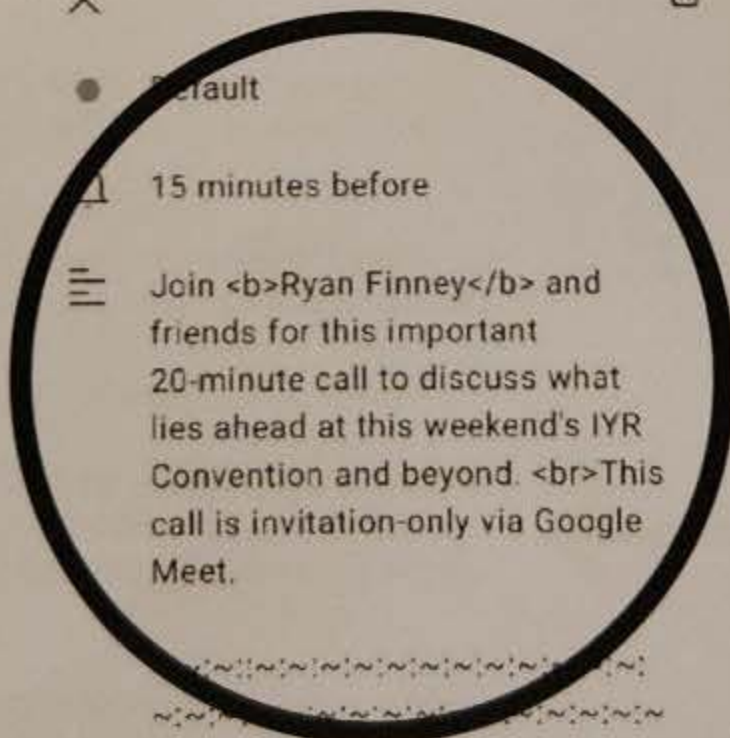 Default
15 minutes before
Join <b>Ryan Finney</b> and
friends for this important
20-minute call to discuss what
lies ahead at this weekend's IYR
Convention and beyond. <br>This
call is invitation-only via Google
Meet.